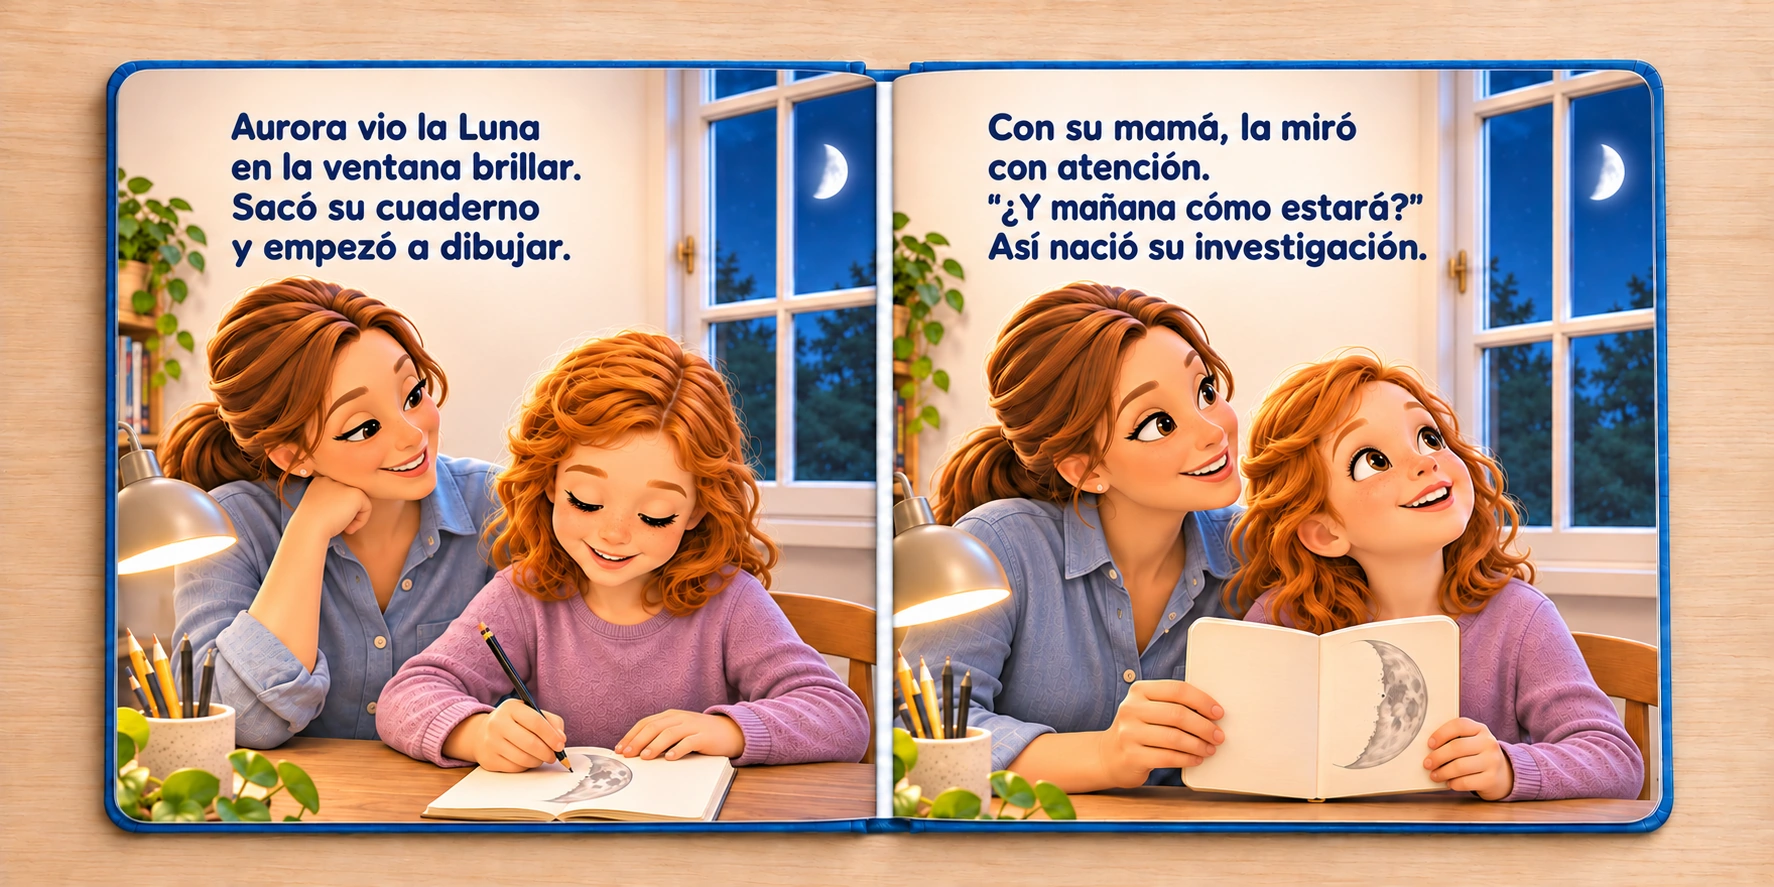 Aurora vio la Luna
en la ventana brillar.
Sacó su cuaderno
y empezó a dibujar.
Con su mamá, la miró
con atención.
“¿Y mañana cómo estará?”
Así nació su investigación.